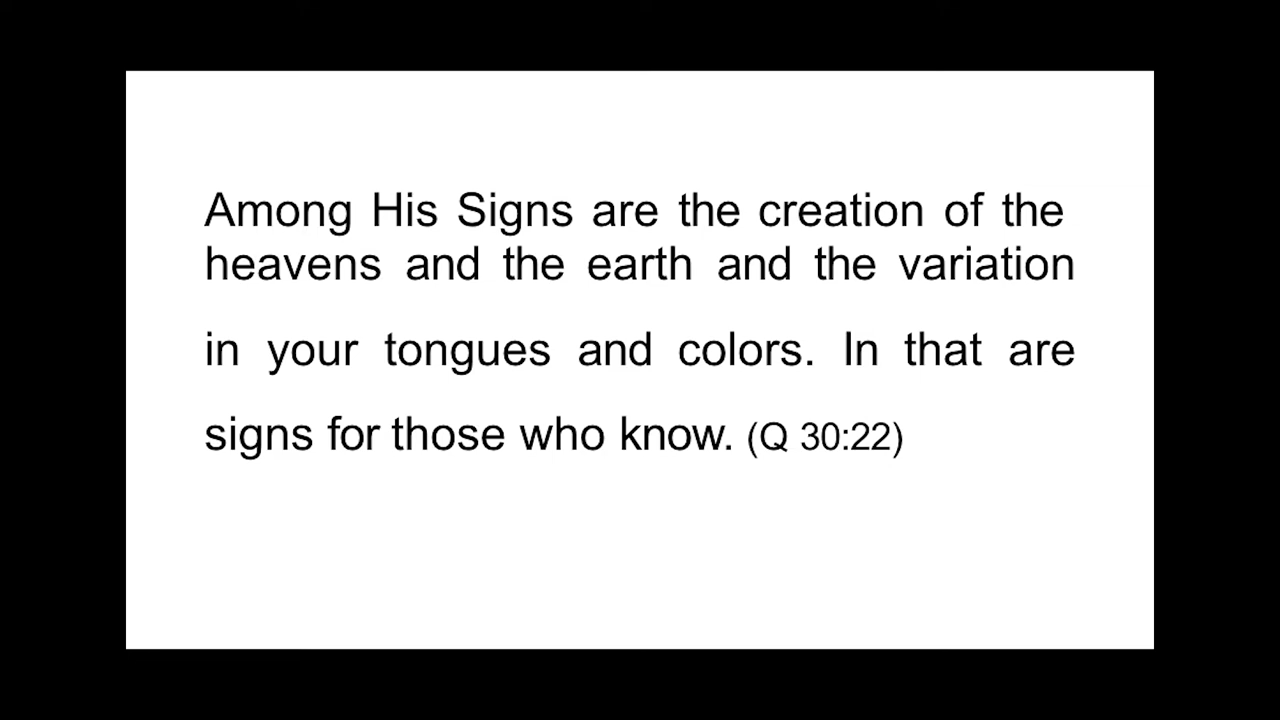 Among His Signs are the creation of the
heavens and the earth and the variation
in your tongues and colors. In that are
signs for those who know. (Q 30:22)